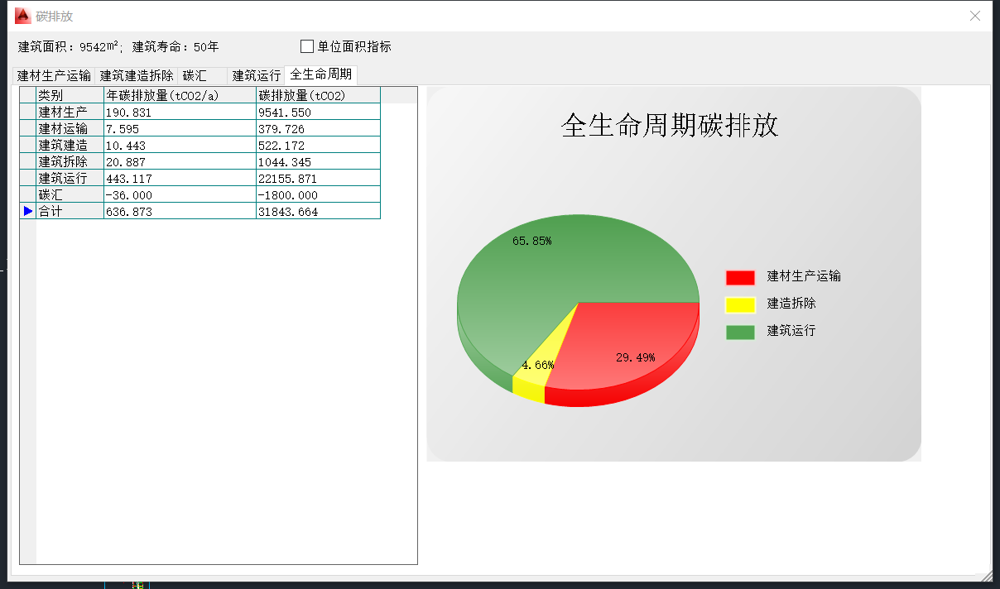 碳排放
建筑面积：9542㎡；建筑寿命：50年
单位面积指标
建材生产运输 建筑建造拆除 碳汇 建筑运行 全生命周期
类别 年碳排放量(tCO2/a) 碳排放量(tCO2)
建材生产 190.831 9541.550
建材运输 7.595 379.726
建筑建造 10.443 522.172
建筑拆除 20.887 1044.345
建筑运行 443.117 22155.871
碳汇 -36.000 -1800.000
合计 636.873 31843.664
全生命周期碳排放
65.85%
4.66%
29.49%
建材生产运输
建造拆除
建筑运行